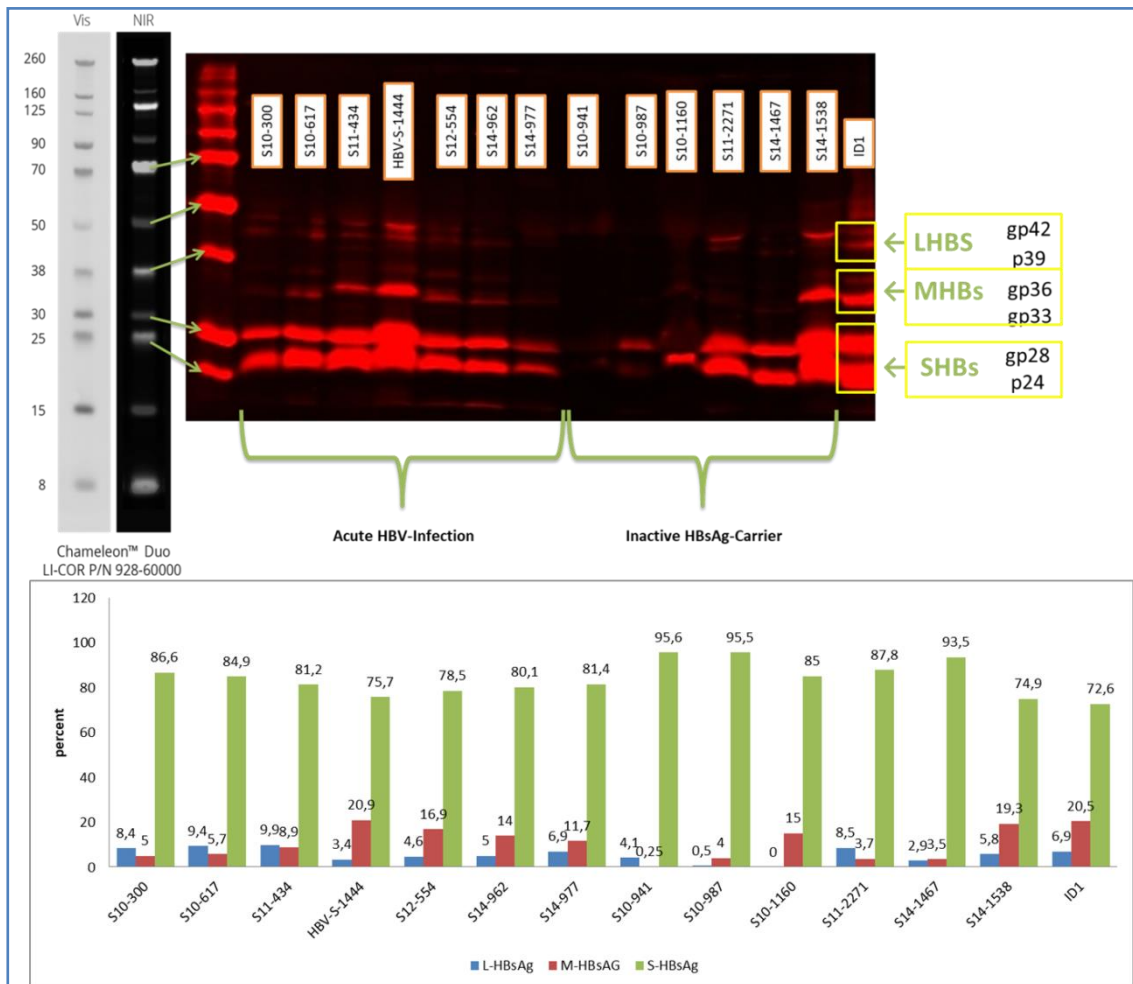 Vis NIR
260
160
125
90
70
50
38
30
25
15
8
Chameleon™ Duo
LI-COR P/N 928-60000
S10-300
S10-617
S11-434
HBV-S-1444
S12-554
S14-962
S14-977
S10-941
S10-987
S10-1160
S11-2271
S14-1467
S14-1538
ID1
LHBS gp42
p39
MHBs gp36
gp33
SHBs gp28
p24
Acute HBV-Infection
Inactive HBsAg-Carrier
percent
120
100
80
60
40
20
0
8,4 5 86,6
9,4 5,7 84,9
9,9 8,9 81,2
3,4 20,9 75,7
4,6 16,9 78,5
5 14 80,1
6,9 11,7 81,4
4,1 0,25 95,6
0,5 4 95,5
0 15 85
8,5 3,7 87,8
2,9 3,5 93,5
5,8 19,3 74,9
6,9 20,5 72,6
S10-300
S10-617
S11-434
HBV-S-1444
S12-554
S14-962
S14-977
S10-941
S10-987
S10-1160
S11-2271
S14-1467
S14-1538
ID1
L-HBsAg M-HBsAG S-HBsAg